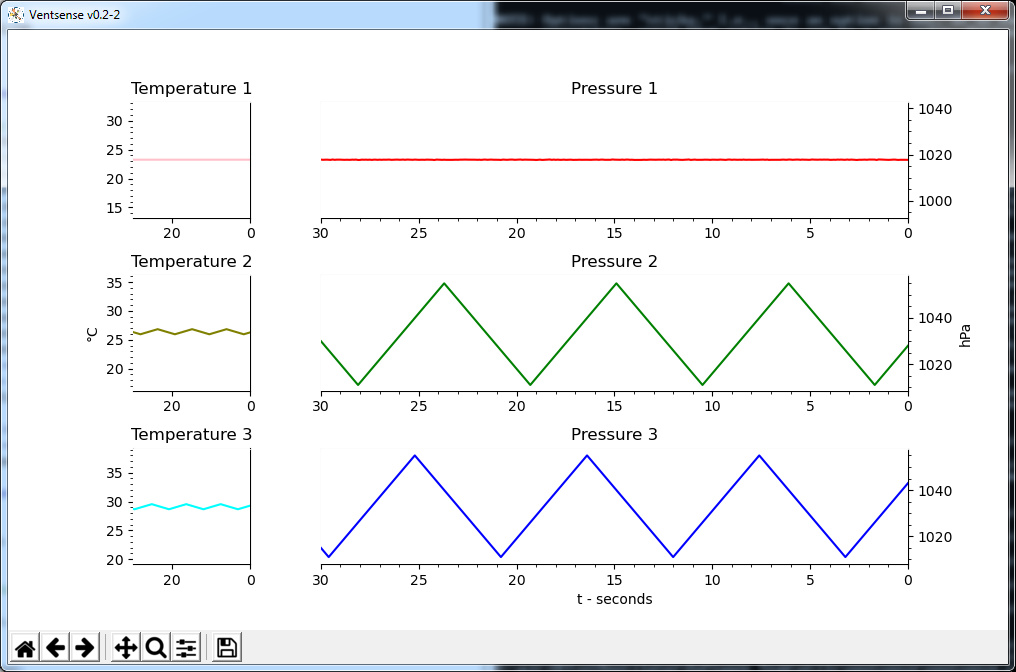 Ventsense v0.2-2
Temperature 1
Pressure 1
30
25
20
15
20 0
1040
1020
1000
30 25 20 15 10 5 0
Temperature 2
Pressure 2
°C
35
30
25
20
20 0
1040
1020
hPa
30 25 20 15 10 5 0
Temperature 3
Pressure 3
35
30
25
20
20 0
1040
1020
30 25 20 15 10 5 0
t - seconds